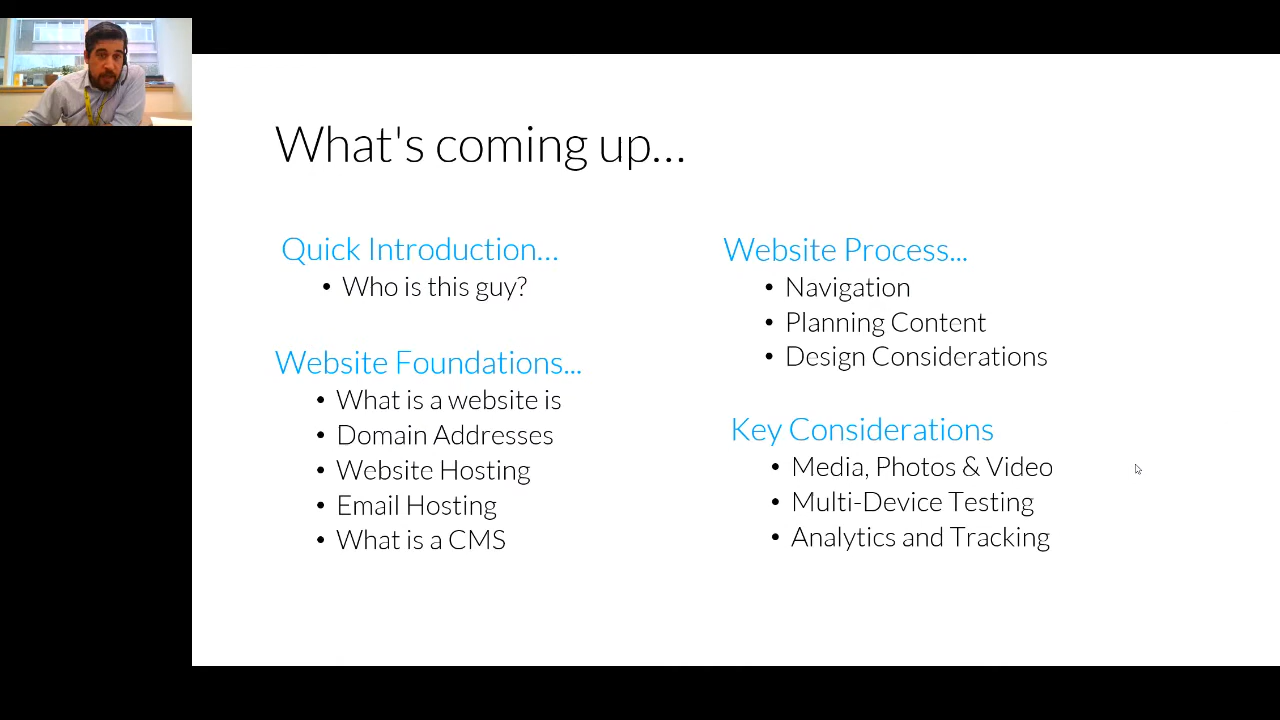 What's coming up...
Quick Introduction...
• Who is this guy?
Website Foundations...
• What is a website is
• Domain Addresses
• Website Hosting
• Email Hosting
• What is a CMS
Website Process...
• Navigation
• Planning Content
• Design Considerations
Key Considerations
• Media, Photos & Video
• Multi-Device Testing
• Analytics and Tracking